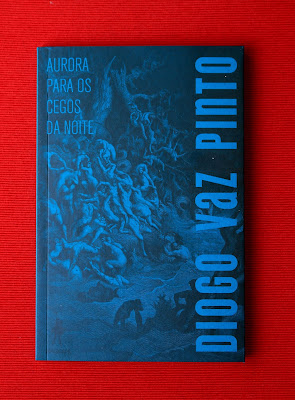 AURORA
PARA OS
CEGOS
DA NOITE
DIOGO VAZ PINTO